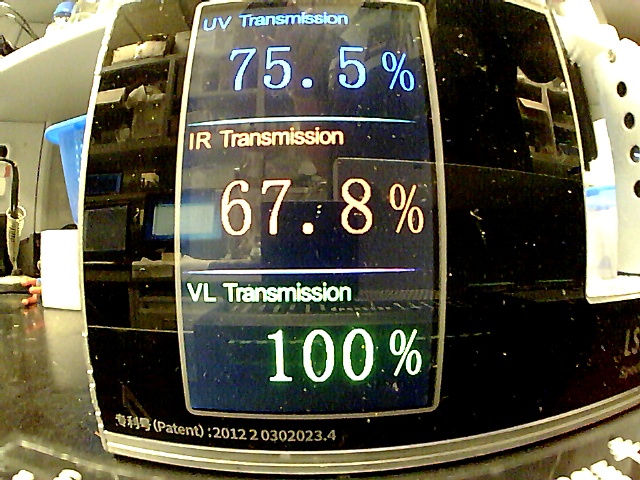 UV Transmission
75.5%
IR Transmission
67.8%
VL Transmission
100%
LS
专利号(Patent):2012 2 0302023.4